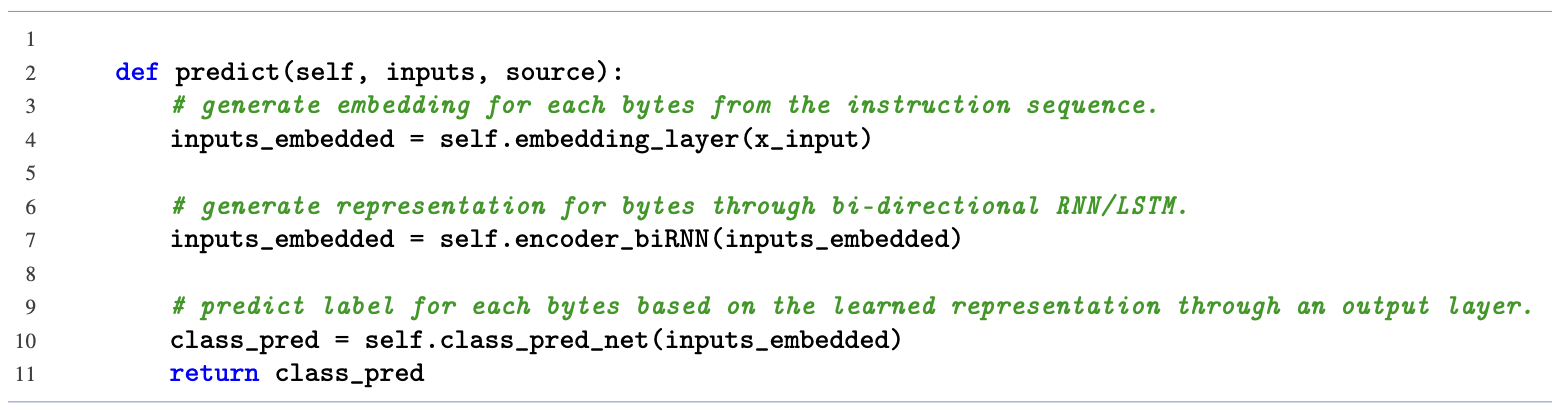 1
2 def predict(self, inputs, source):
3 # generate embedding for each bytes from the instruction sequence.
4 inputs_embedded = self.embedding_layer(x_input)
5
6 # generate representation for bytes through bi-directional RNN/LSTM.
7 inputs_embedded = self.encoder_biRNN(inputs_embedded)
8
9 # predict label for each bytes based on the learned representation through an output layer.
10 class_pred = self.class_pred_net(inputs_embedded)
11 return class_pred